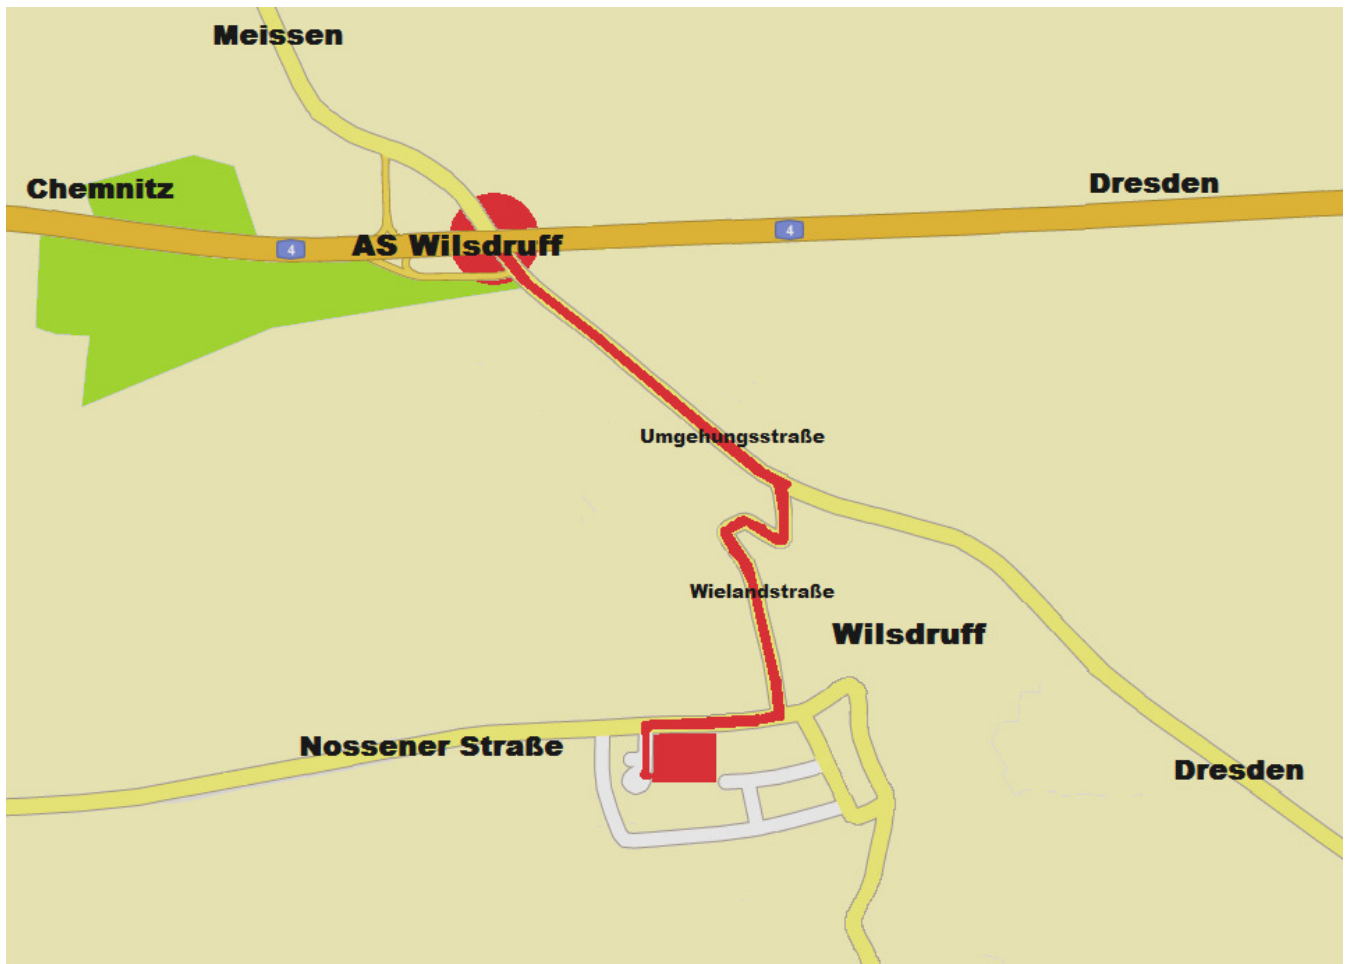 Meissen
Chemnitz
Dresden
4
4
AS Wilsdruff
Umgehungsstraße
Wielandstraße
Wilsdruff
Nossener Straße
Dresden